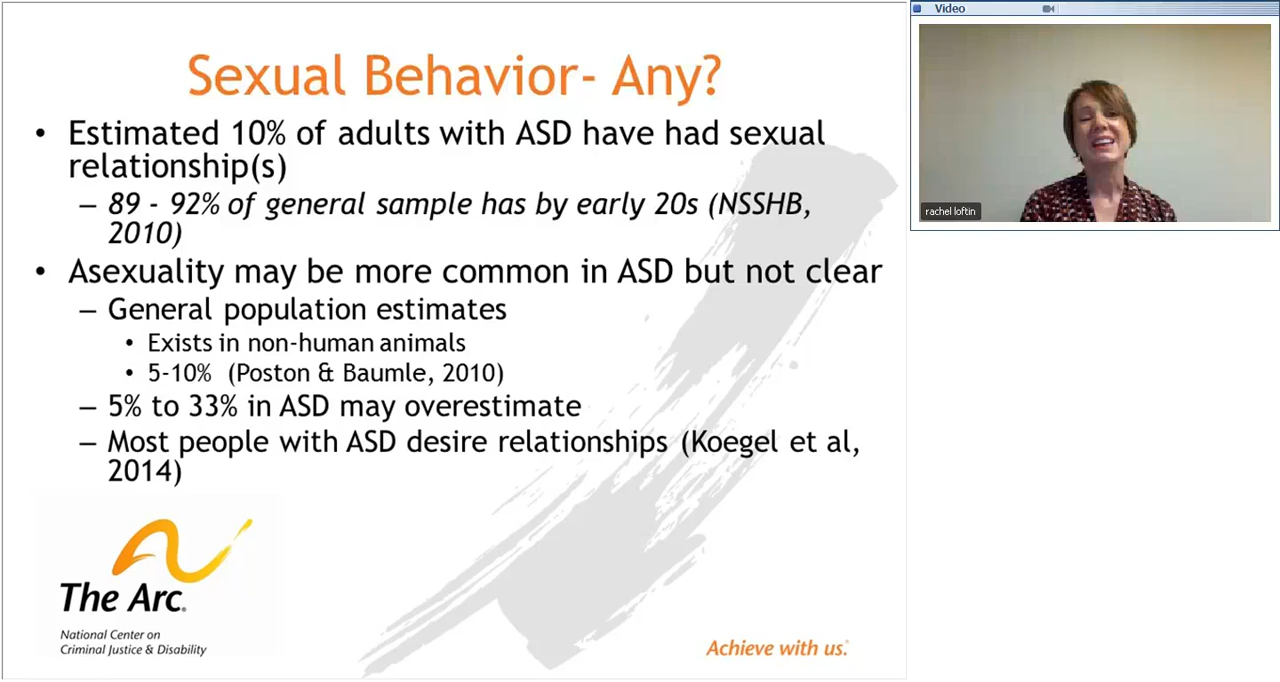 Sexual Behavior- Any?
• Estimated 10% of adults with ASD have had sexual
relationship(s)
– 89 - 92% of general sample has by early 20s (NSSHB,
2010)
• Asexuality may be more common in ASD but not clear
– General population estimates
• Exists in non-human animals
• 5-10% (Poston & Baumle, 2010)
– 5% to 33% in ASD may overestimate
– Most people with ASD desire relationships (Koegel et al,
2014)
The Arc.
National Center on
Criminal Justice & Disability
Achieve with us.
Video
rachel loftin